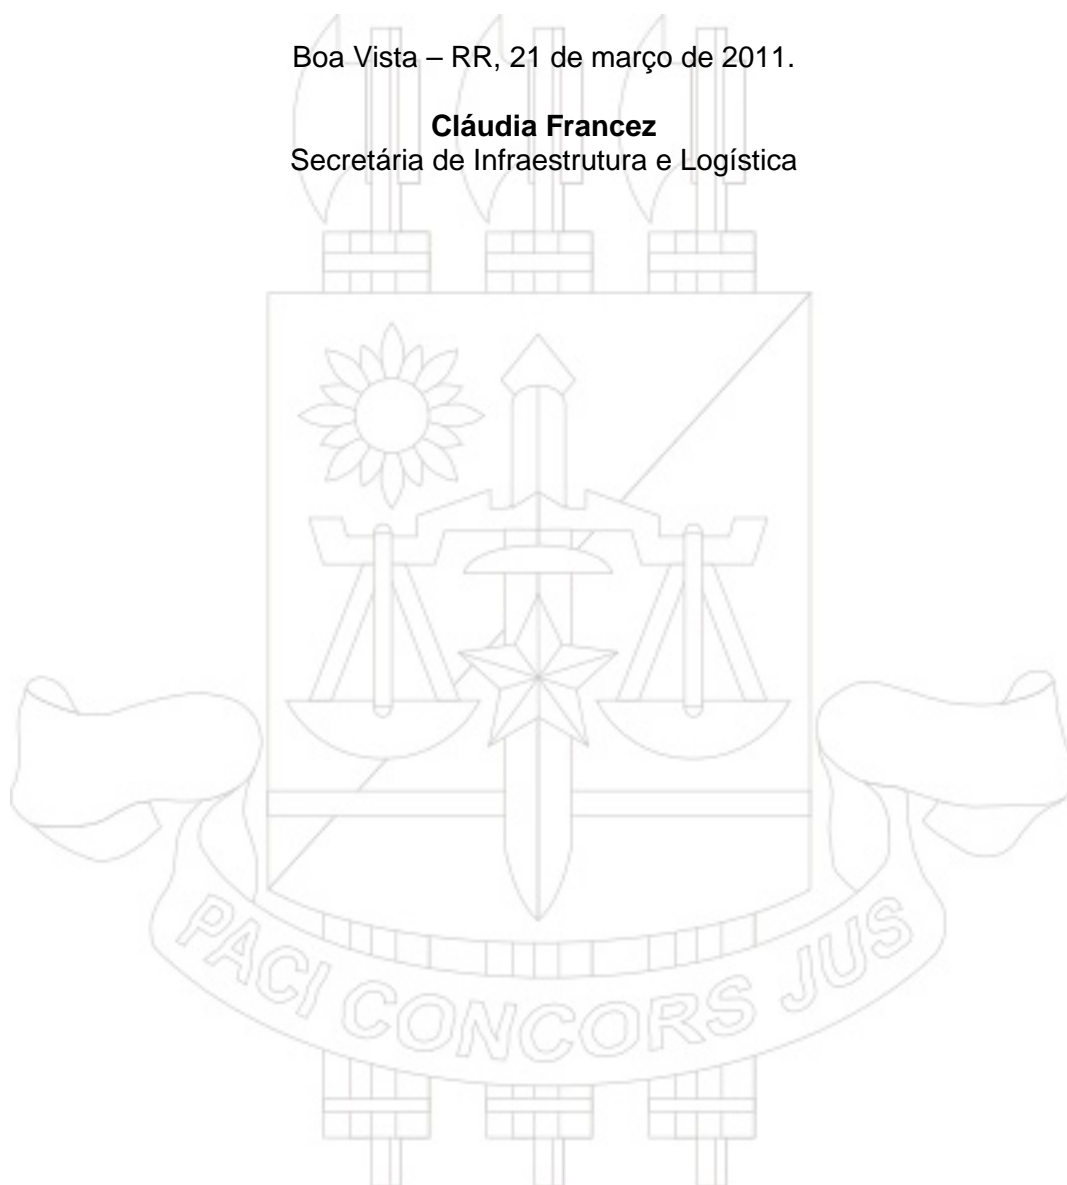 Boa Vista – RR, 21 de março de 2011.
Cláudia Francez
Secretária de Infraestrutura e Logística
PACI CONCORS JUS